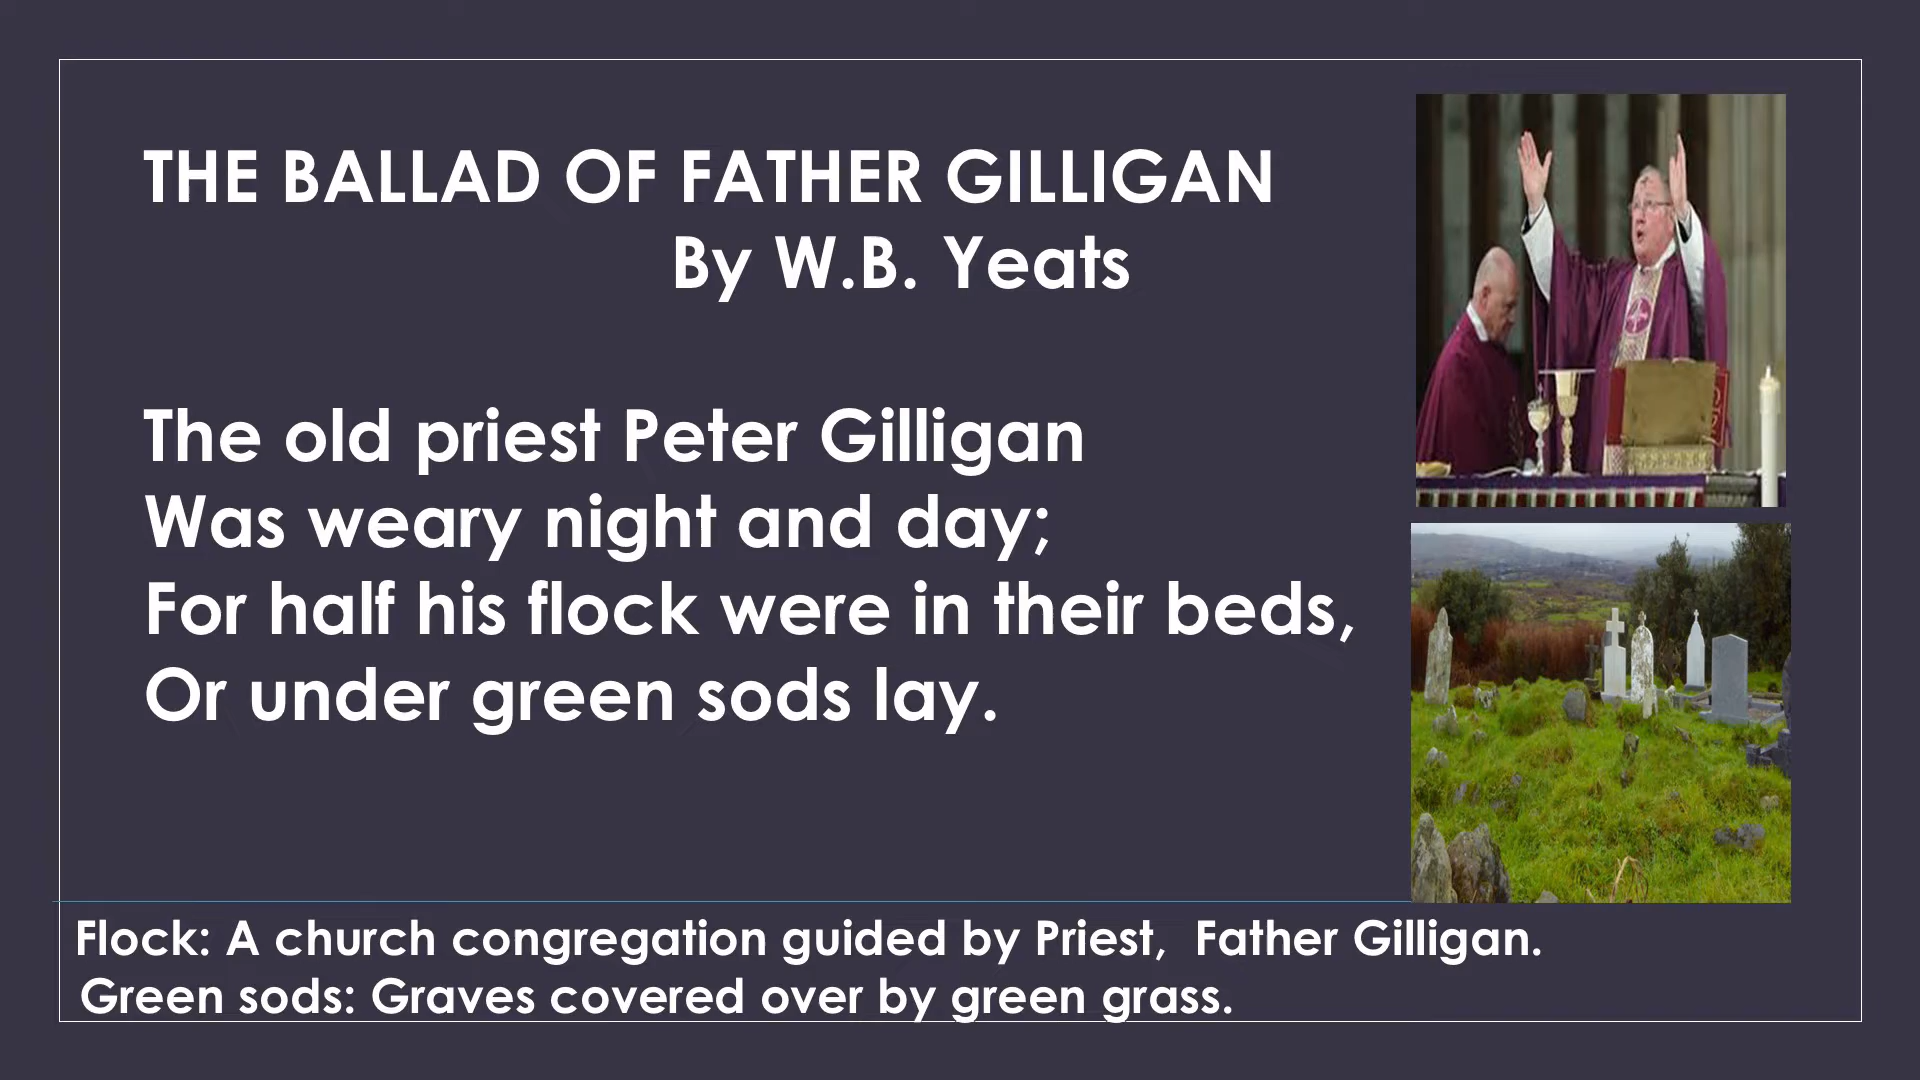 THE BALLAD OF FATHER GILLIGAN
By W.B. Yeats
The old priest Peter Gilligan
Was weary night and day;
For half his flock were in their beds,
Or under green sods lay.
Flock: A church congregation guided by Priest,  Father Gilligan.
Green sods: Graves covered over by green grass.